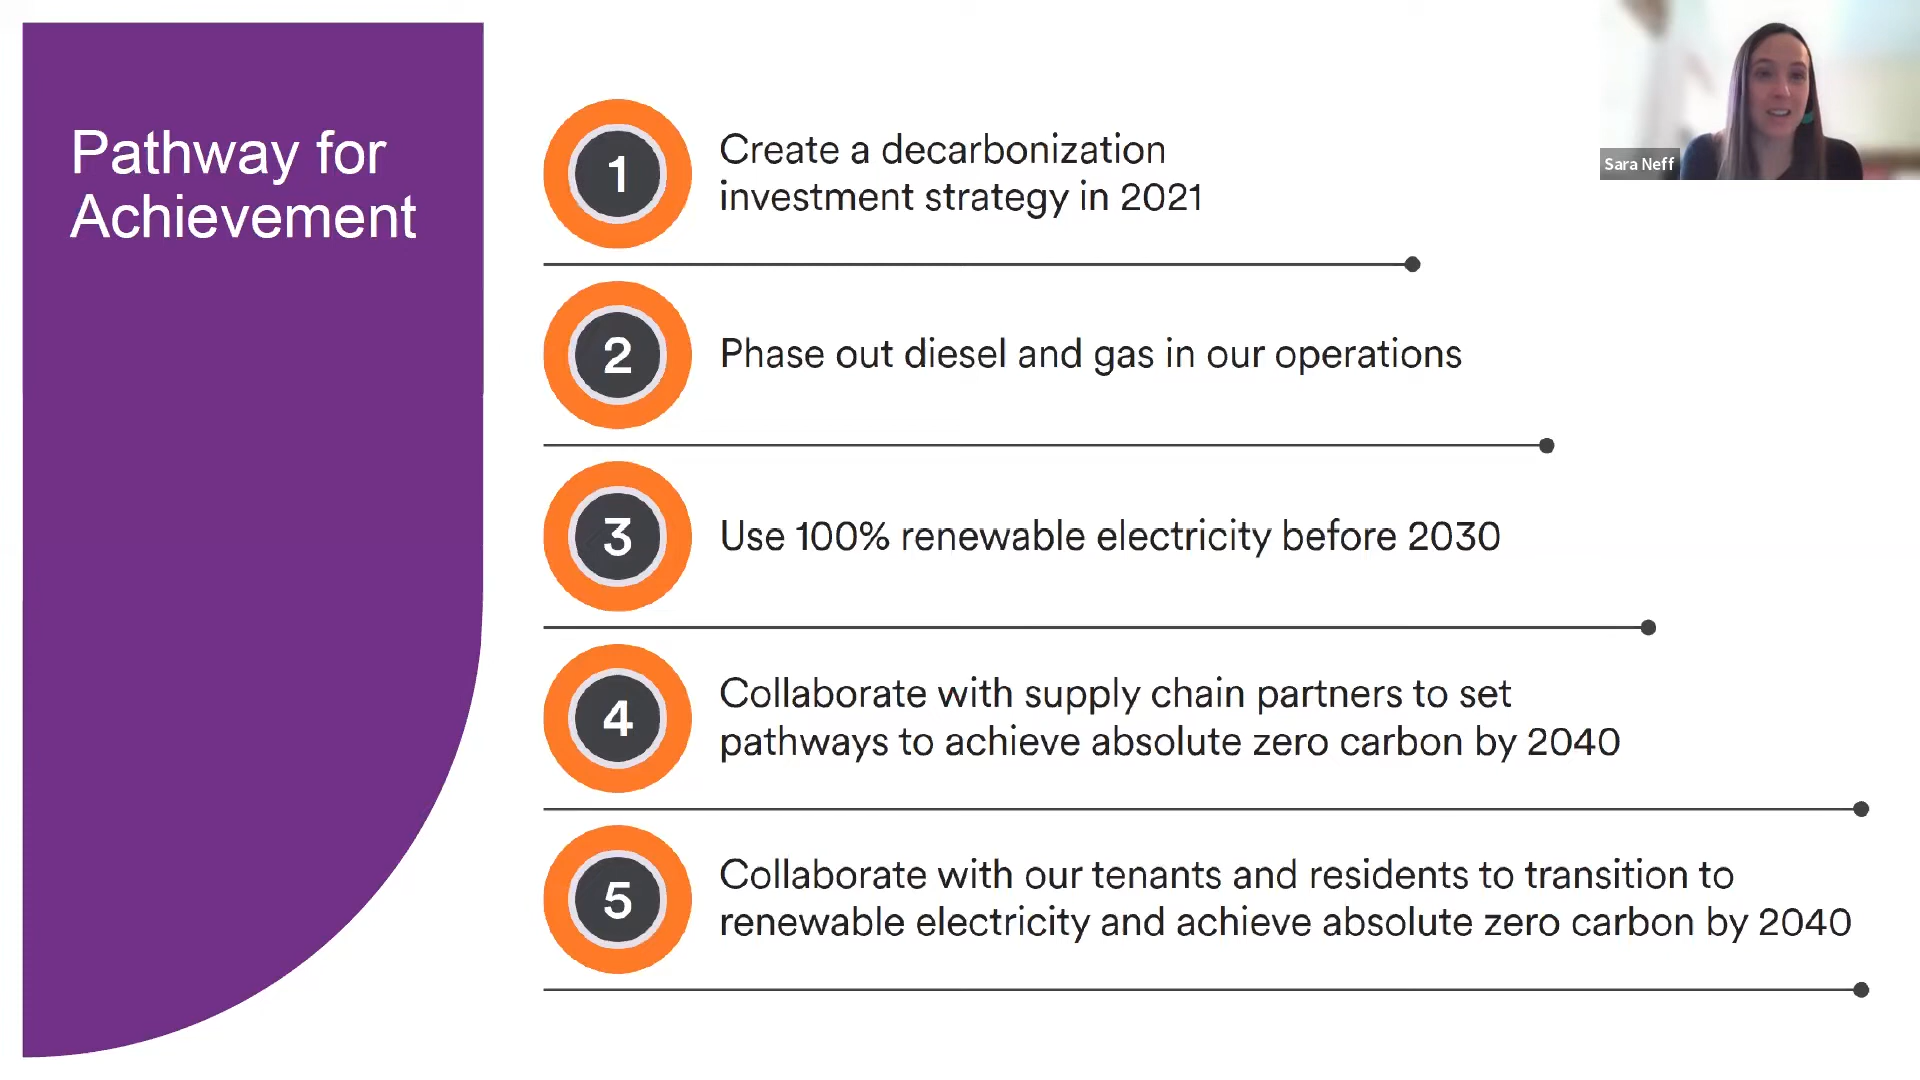 Pathway for
Achievement
1
Create a decarbonization
investment strategy in 2021
2
Phase out diesel and gas in our operations
3
Use 100% renewable electricity before 2030
4
Collaborate with supply chain partners to set
pathways to achieve absolute zero carbon by 2040
5
Collaborate with our tenants and residents to transition to
renewable electricity and achieve absolute zero carbon by 2040
Sara Neff